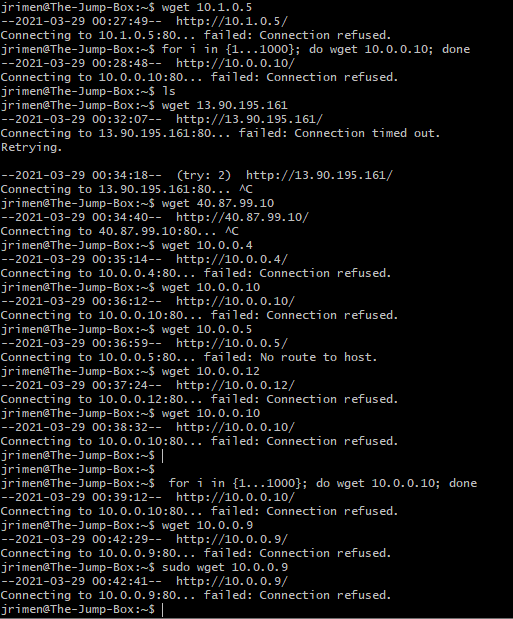 jrimen@The-Jump-Box:~$ wget 10.1.0.5
--2021-03-29 00:27:49--  http://10.1.0.5/
Connecting to 10.1.0.5:80... failed: Connection refused.
jrimen@The-Jump-Box:~$ for i in {1...1000}; do wget 10.0.0.10; done
--2021-03-29 00:28:48--  http://10.0.0.10/
Connecting to 10.0.0.10:80... failed: Connection refused.
jrimen@The-Jump-Box:~$ ls
jrimen@The-Jump-Box:~$ wget 13.90.195.161
--2021-03-29 00:32:07--  http://13.90.195.161/
Connecting to 13.90.195.161:80... failed: Connection timed out.
Retrying.

--2021-03-29 00:34:18--  (try: 2)  http://13.90.195.161/
Connecting to 13.90.195.161:80... ^C
jrimen@The-Jump-Box:~$ wget 40.87.99.10
--2021-03-29 00:34:40--  http://40.87.99.10/
Connecting to 40.87.99.10:80... ^C
jrimen@The-Jump-Box:~$ wget 10.0.0.4
--2021-03-29 00:35:14--  http://10.0.0.4/
Connecting to 10.0.0.4:80... failed: Connection refused.
jrimen@The-Jump-Box:~$ wget 10.0.0.10
--2021-03-29 00:36:12--  http://10.0.0.10/
Connecting to 10.0.0.10:80... failed: Connection refused.
jrimen@The-Jump-Box:~$ wget 10.0.0.5
--2021-03-29 00:36:59--  http://10.0.0.5/
Connecting to 10.0.0.5:80... failed: No route to host.
jrimen@The-Jump-Box:~$ wget 10.0.0.12
--2021-03-29 00:37:24--  http://10.0.0.12/
Connecting to 10.0.0.12:80... failed: Connection refused.
jrimen@The-Jump-Box:~$ wget 10.0.0.10
--2021-03-29 00:38:32--  http://10.0.0.10/
Connecting to 10.0.0.10:80... failed: Connection refused.
jrimen@The-Jump-Box:~$
jrimen@The-Jump-Box:~$
jrimen@The-Jump-Box:~$  for i in {1...1000}; do wget 10.0.0.10; done
--2021-03-29 00:39:12--  http://10.0.0.10/
Connecting to 10.0.0.10:80... failed: Connection refused.
jrimen@The-Jump-Box:~$ wget 10.0.0.9
--2021-03-29 00:42:29--  http://10.0.0.9/
Connecting to 10.0.0.9:80... failed: Connection refused.
jrimen@The-Jump-Box:~$ sudo wget 10.0.0.9
--2021-03-29 00:42:41--  http://10.0.0.9/
Connecting to 10.0.0.9:80... failed: Connection refused.
jrimen@The-Jump-Box:~$